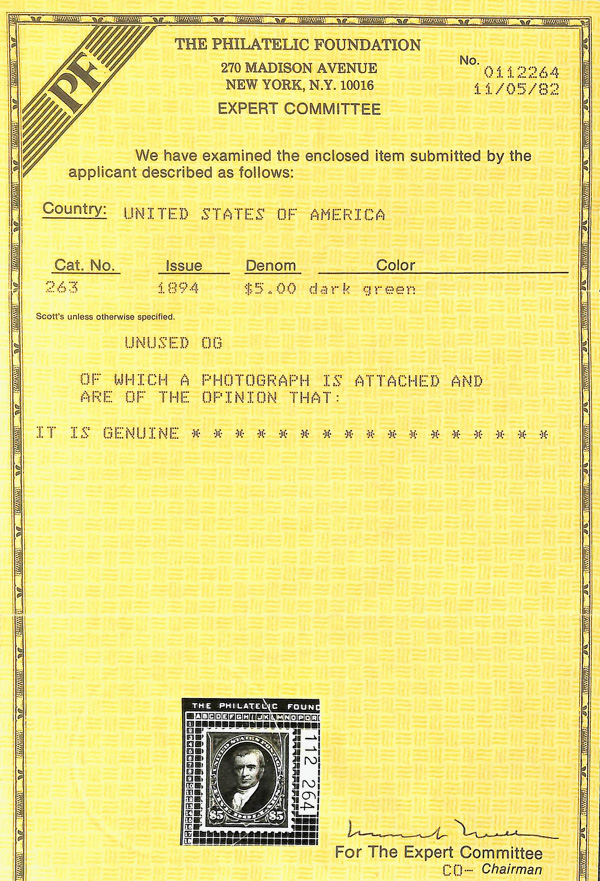 PF
THE PHILATELIC FOUNDATION
270 MADISON AVENUE
NEW YORK, N.Y. 10016
EXPERT COMMITTEE
No. 0112264
11/05/82
We have examined the enclosed item submitted by the
applicant described as follows:
Country: UNITED STATES OF AMERICA
Cat. No. Issue Denom Color
263 1894 $5.00 dark green
Scott's unless otherwise specified.
UNUSED OG
OF WHICH A PHOTOGRAPH IS ATTACHED AND
ARE OF THE OPINION THAT:
IT IS GENUINE * * * * * * * * * * * * * * * * *
THE PHILATELIC FOUND
ABCDEFGHIJKLMNOPQR
112 264
UNITED STATES POSTAGE
$5 $5
For The Expert Committee
CO- Chairman